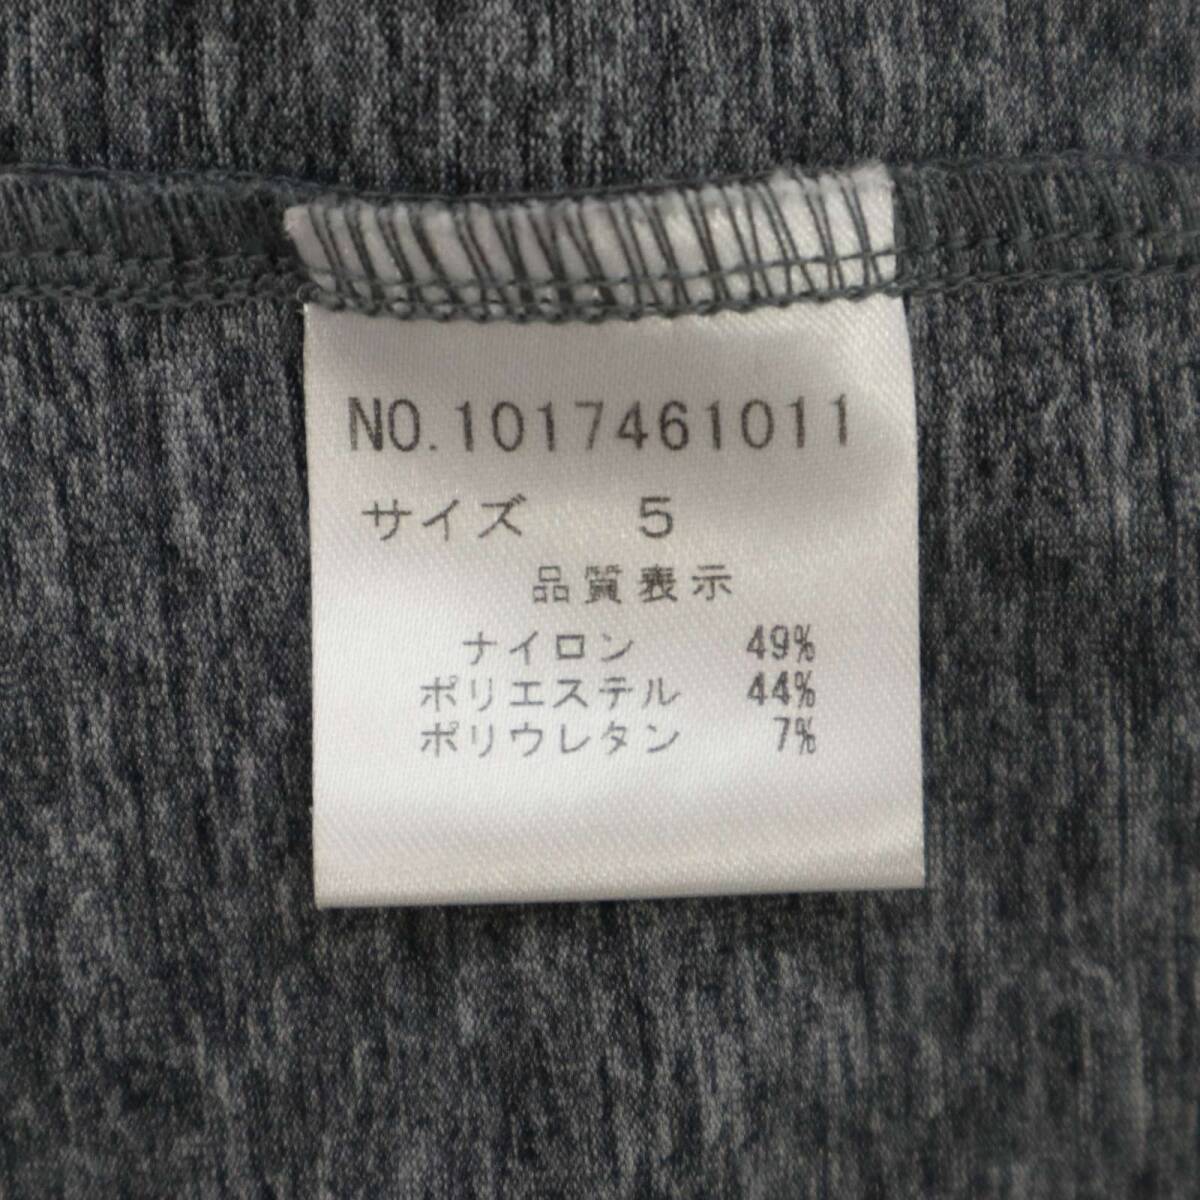 NO.1017461011
サイズ 5
品質表示
ナイロン 49%
ポリエステル 44%
ポリウレタン 7%